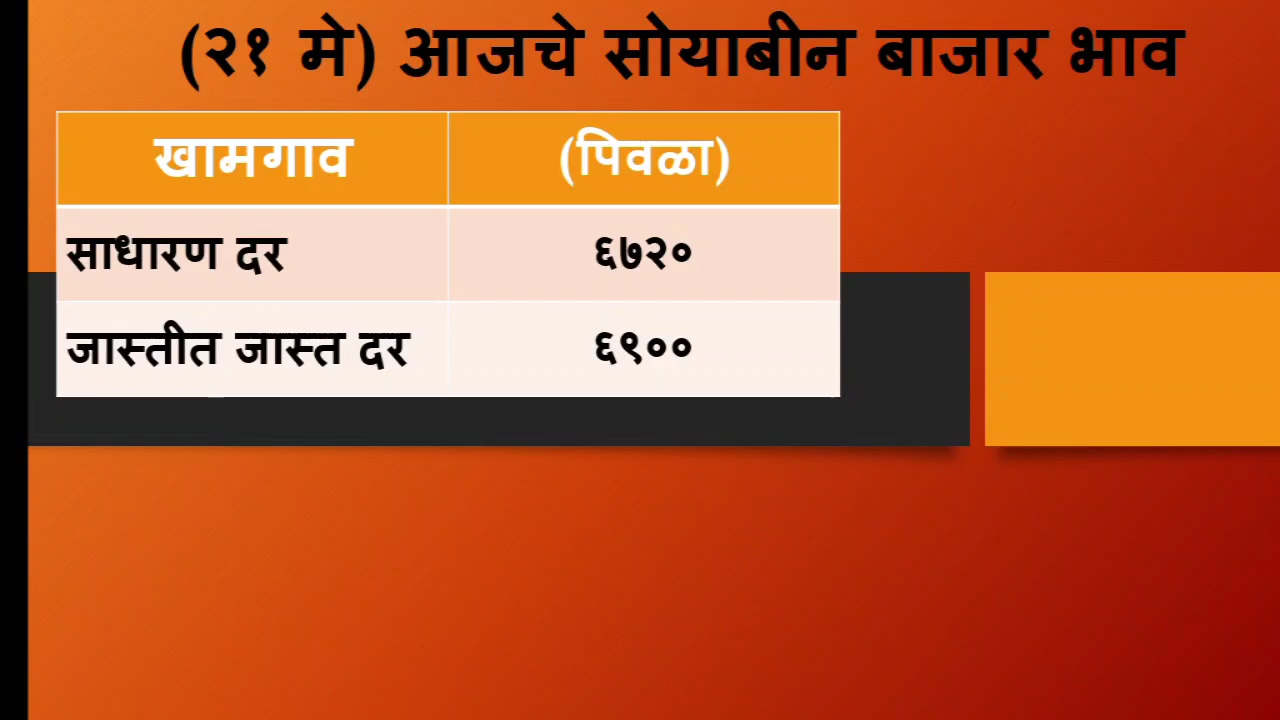 (२१ मे) आजचे सोयाबीन बाजार भाव
खामगाव (पिवळा)
साधारण दर ६७२०
जास्तीत जास्त दर ६९००